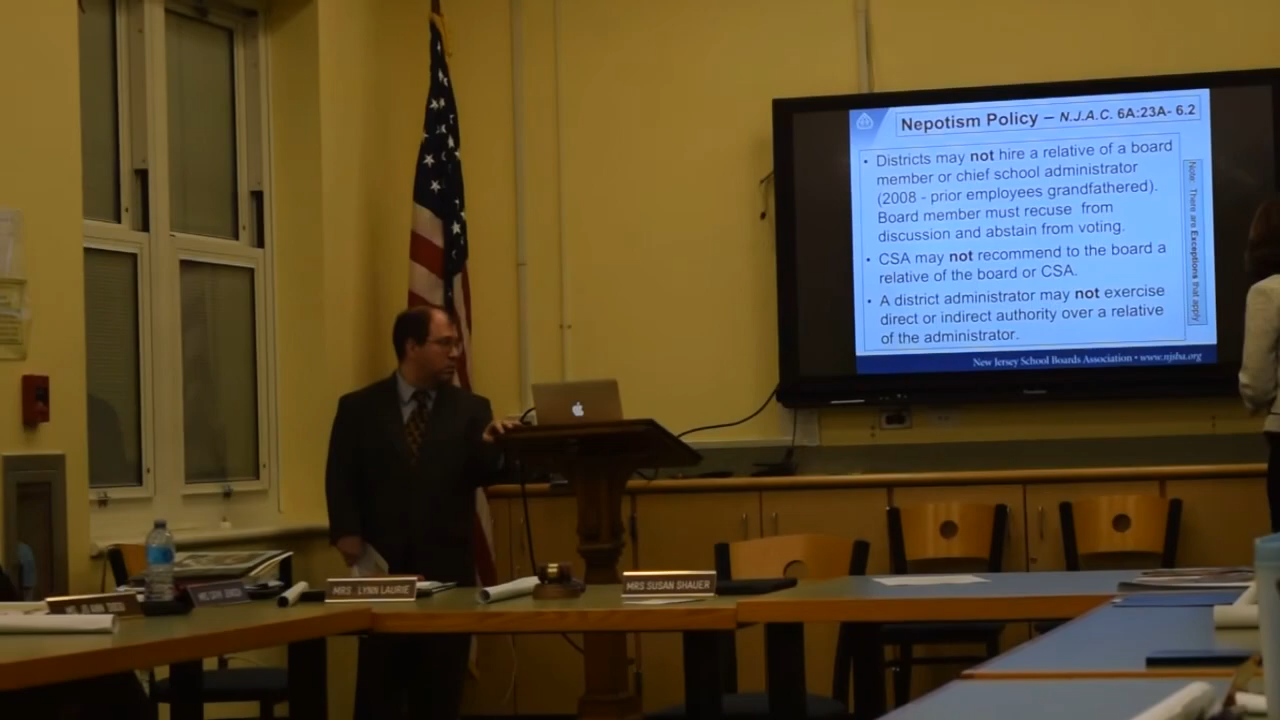 Nepotism Policy – N.J.A.C. 6A:23A- 6.2
• Districts may not hire a relative of a board
member or chief school administrator
(2008 - prior employees grandfathered).
Board member must recuse from
discussion and abstain from voting.
• CSA may not recommend to the board a
relative of the board or CSA.
• A district administrator may not exercise
direct or indirect authority over a relative
of the administrator.
Note: There are Exceptions that apply
New Jersey School Boards Association • www.njsba.org
MRS. LYNN LAURIE
MRS SUSAN SHAUER